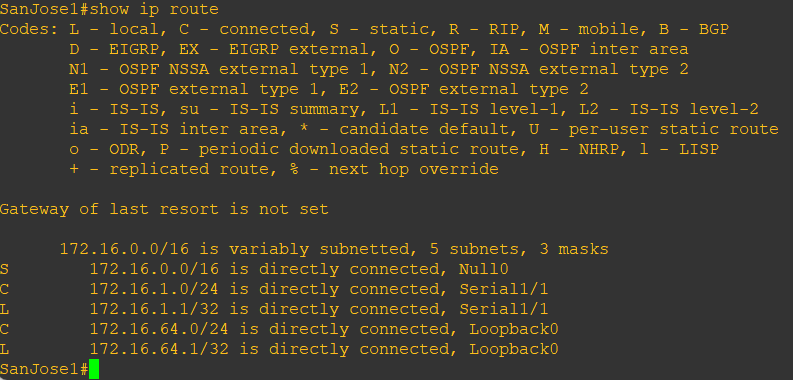 SanJose1#show ip route
Codes: L - local, C - connected, S - static, R - RIP, M - mobile, B - BGP
       D - EIGRP, EX - EIGRP external, O - OSPF, IA - OSPF inter area
       N1 - OSPF NSSA external type 1, N2 - OSPF NSSA external type 2
       E1 - OSPF external type 1, E2 - OSPF external type 2
       i - IS-IS, su - IS-IS summary, L1 - IS-IS level-1, L2 - IS-IS level-2
       ia - IS-IS inter area, * - candidate default, U - per-user static route
       o - ODR, P - periodic downloaded static route, H - NHRP, l - LISP
       + - replicated route, % - next hop override
Gateway of last resort is not set
      172.16.0.0/16 is variably subnetted, 5 subnets, 3 masks
S        172.16.0.0/16 is directly connected, Null0
C        172.16.1.0/24 is directly connected, Serial1/1
L        172.16.1.1/32 is directly connected, Serial1/1
C        172.16.64.0/24 is directly connected, Loopback0
L        172.16.64.1/32 is directly connected, Loopback0
SanJose1#